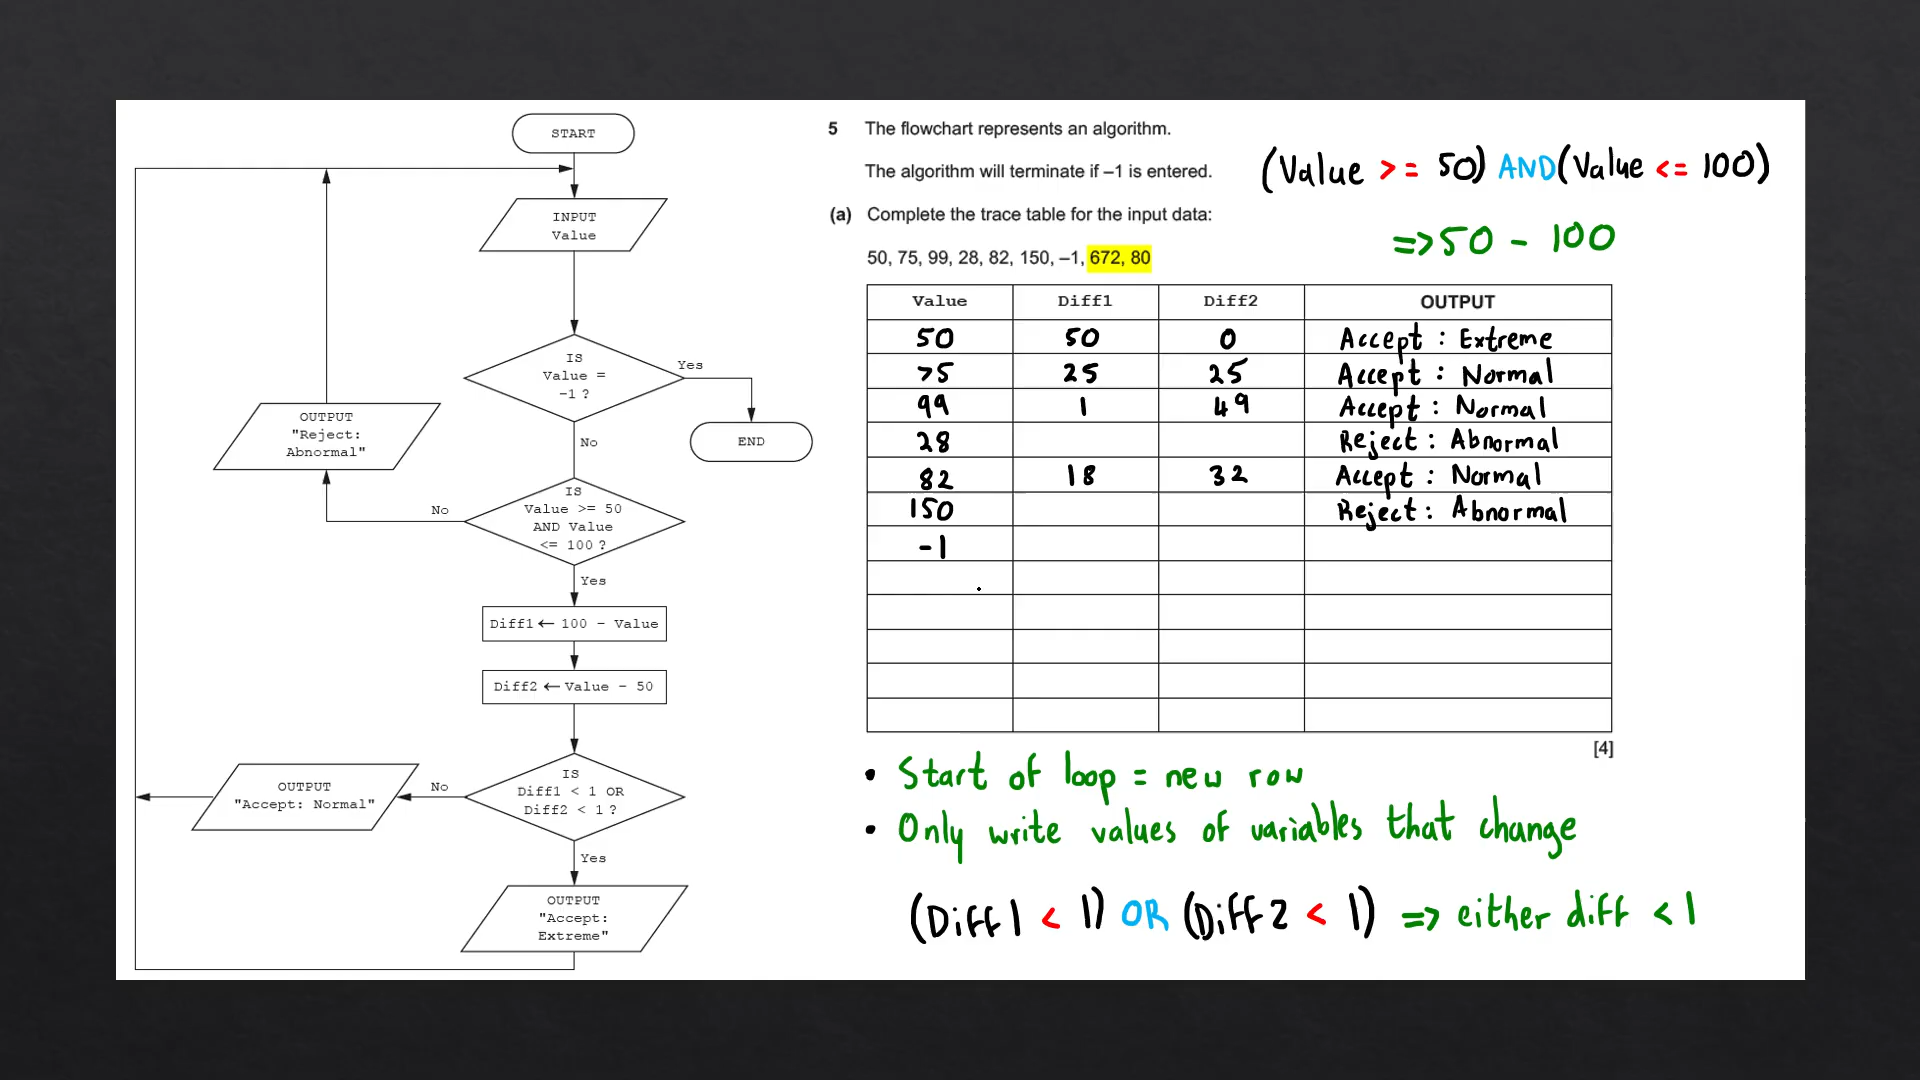 START
INPUT
Value
IS
Value =
-1 ?
Yes
END
No
OUTPUT
"Reject:
Abnormal"
IS
Value >= 50
AND Value
<= 100 ?
No
Yes
Diff1 ← 100 - Value
Diff2 ← Value - 50
IS
Diff1 < 1 OR
Diff2 < 1 ?
No
OUTPUT
"Accept: Normal"
Yes
OUTPUT
"Accept:
Extreme"
5 The flowchart represents an algorithm.
The algorithm will terminate if –1 is entered.
(Value >= 50) AND (Value <= 100)
=> 50 - 100
(a) Complete the trace table for the input data:
50, 75, 99, 28, 82, 150, –1, 672, 80
Value Diff1 Diff2 OUTPUT
50 50 0 Accept : Extreme
75 25 25 Accept : Normal
99 1 49 Accept : Normal
28 Reject : Abnormal
82 18 32 Accept : Normal
150 Reject : Abnormal
-1
[4]
• Start of loop = new row
• Only write values of variables that change
(Diff1 < 1) OR (Diff2 < 1) => either diff < 1